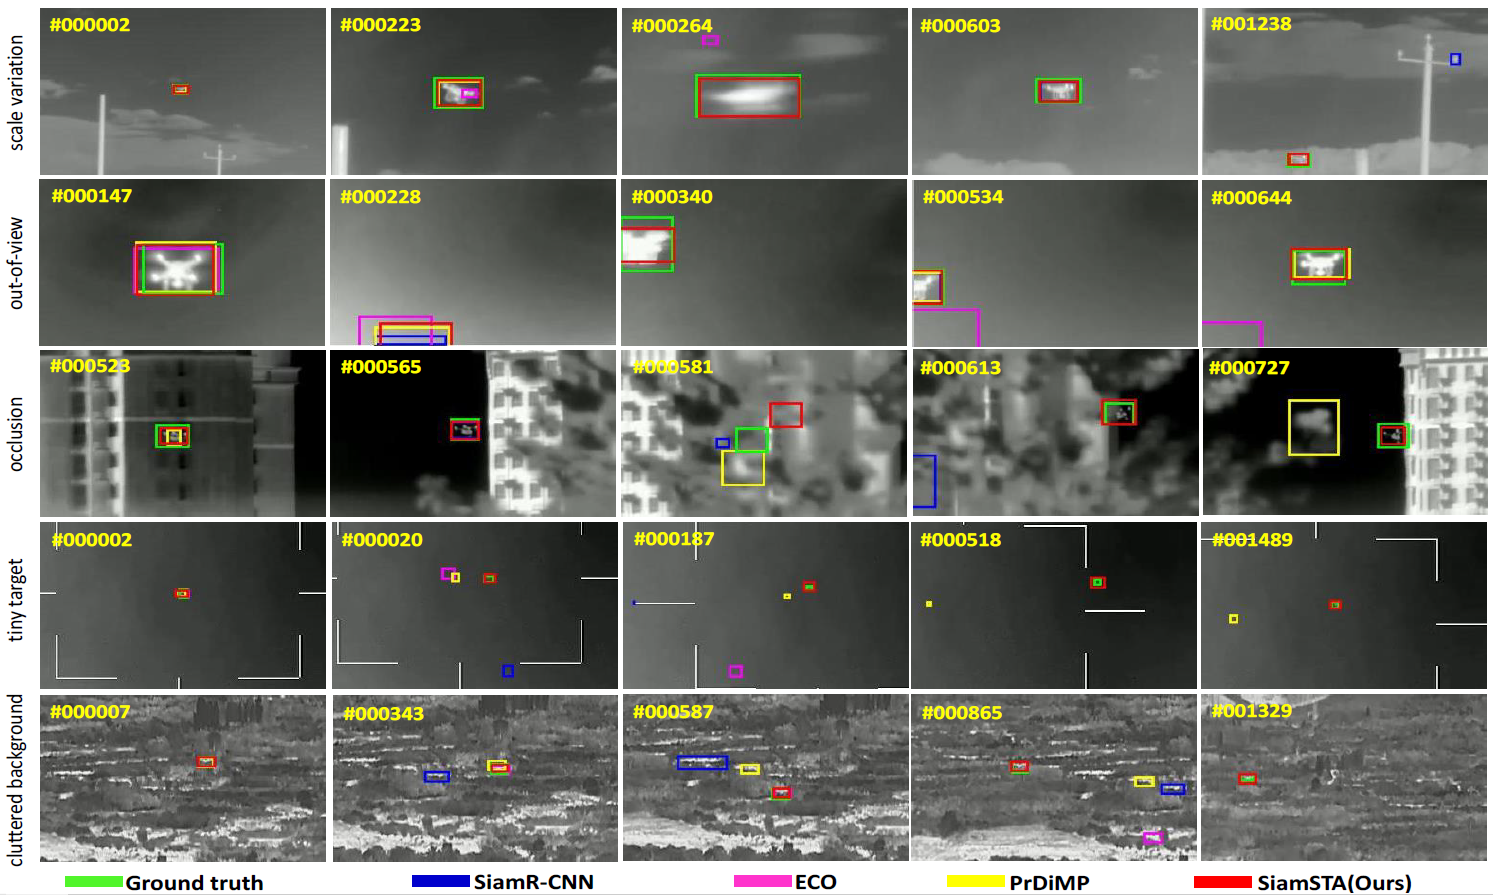 scale variation
#000002 #000223 #000264 #000603 #001238
out-of-view
#000147 #000228 #000340 #000534 #000644
occlusion
#000523 #000565 #000581 #000613 #000727
tiny target
#000002 #000020 #000187 #000518 #001489
cluttered background
#000007 #000343 #000587 #000865 #001329
Ground truth SiamR-CNN ECO PrDiMP SiamSTA(Ours)